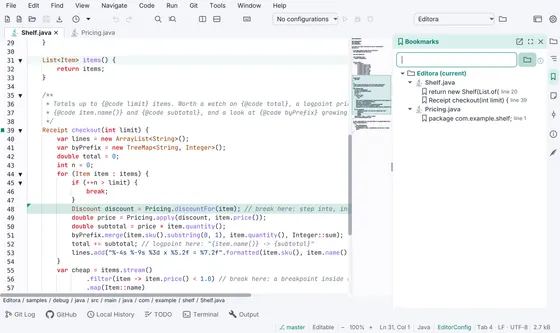 File Edit View Navigate Code Run Git Tools Window Help
No configurations
Editora
Shelf.java
Pricing.java
29 }
30
31 List<Item> items() {
32 return items;
33 }
34
35 /**
36 * Totals up to {@code limit} items. Worth a watch on {@code total}, a logpoint pri
37 * {@code item.name()} and {@code subtotal}, and a look at {@code byPrefix} growing
38 */
39 Receipt checkout(int limit) {
40 var lines = new ArrayList<String>();
41 var byPrefix = new TreeMap<String, Integer>();
42 double total = 0;
43 int n = 0;
44 for (Item item : items) {
45 if (++n > limit) {
46 break;
47 }
48 Discount discount = Pricing.discountFor(item); // break here: step into, in
49 double price = Pricing.apply(discount, item.price());
50 double subtotal = price * item.quantity();
51 byPrefix.merge(item.sku().substring(0, 1), item.quantity(), Integer::sum);
52 total += subtotal; // logpoint here: "{item.name()} -> {subtotal}"
53 lines.add("%-4s %-9s %3d x %5.2f = %7.2f".formatted(item.sku(), item.name()
54 }
55 var cheap = items.stream()
56 .filter(item -> item.price() < 1.0) // break here: a breakpoint inside
57 .map(Item::name)
Bookmarks
Editora (current)
Shelf.java
return new Shelf(List.of( line 20
Receipt checkout(int limit) { line 39
Pricing.java
package com.example.shelf; line 1
Editora / samples / debug / java / src / main / java / com / example / shelf / Shelf.java
Git Log GitHub Local History TODO Terminal Output
master Editable − 100% + Ln 31, Col 1 Java EditorConfig Tab 4 LF UTF-8 2.7 kB